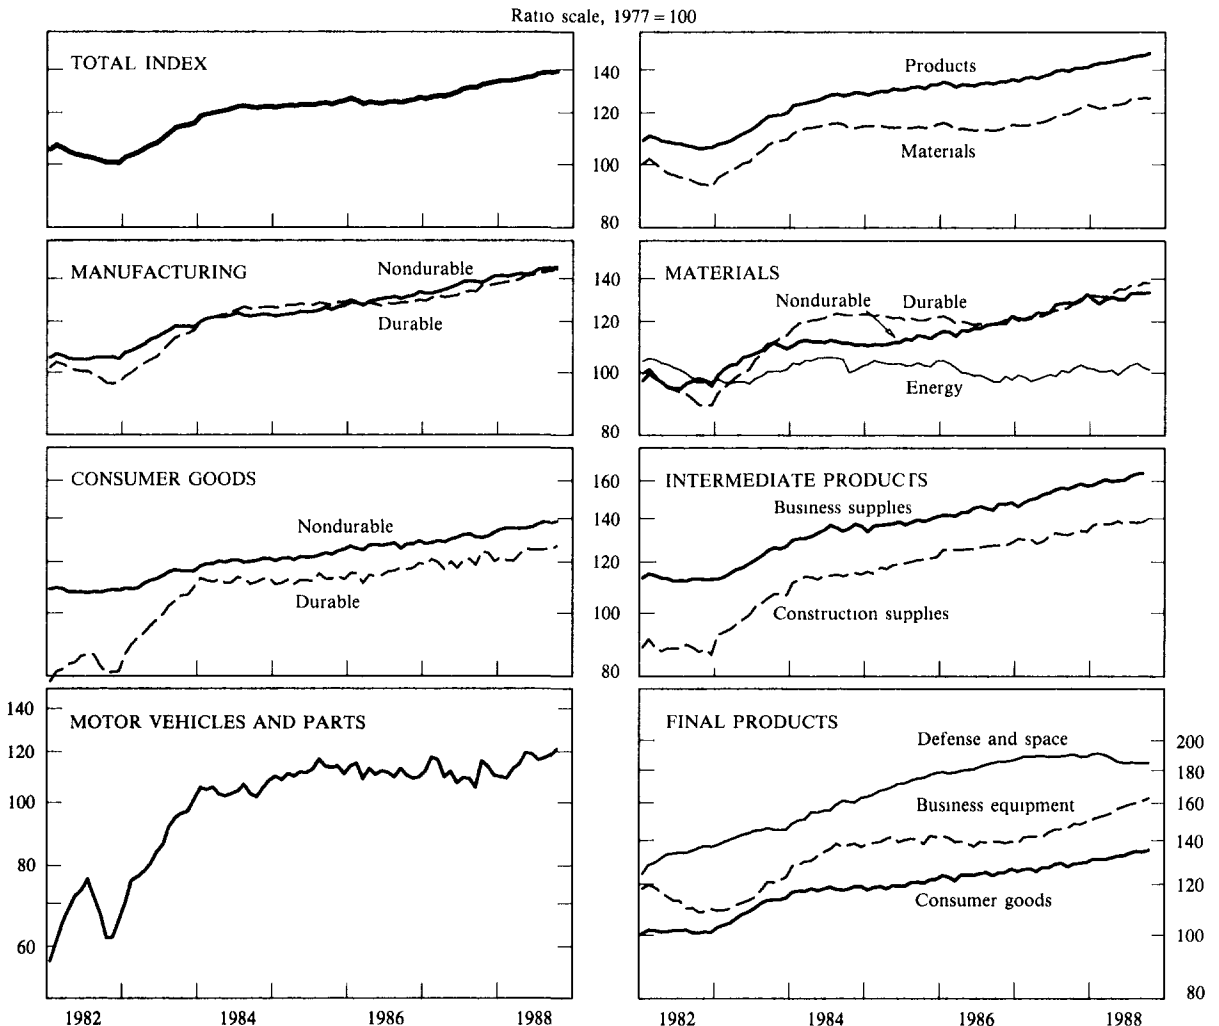 Ratio scale, 1977 = 100
TOTAL INDEX
Products
Materials
140
120
100
80
MANUFACTURING
Nondurable
Durable
MATERIALS
Nondurable
Durable
Energy
140
120
100
80
CONSUMER GOODS
Nondurable
Durable
INTERMEDIATE PRODUCTS
Business supplies
Construction supplies
160
140
120
100
80
MOTOR VEHICLES AND PARTS
140
120
100
80
60
FINAL PRODUCTS
Defense and space
Business equipment
Consumer goods
200
180
160
140
120
100
80
1982 1984 1986 1988
1982 1984 1986 1988